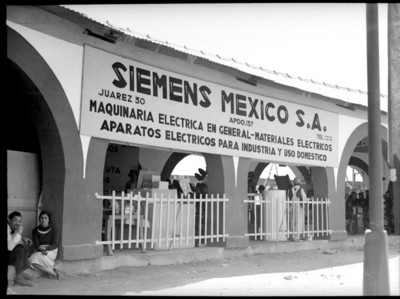 SIEMENS MEXICO S.A.
JUAREZ 30
APDO. 157
MAQUINARIA ELECTRICA EN GENERAL-MATERIALES ELECTRICOS
APARATOS ELECTRICOS PARA INDUSTRIA Y USO DOMESTICO